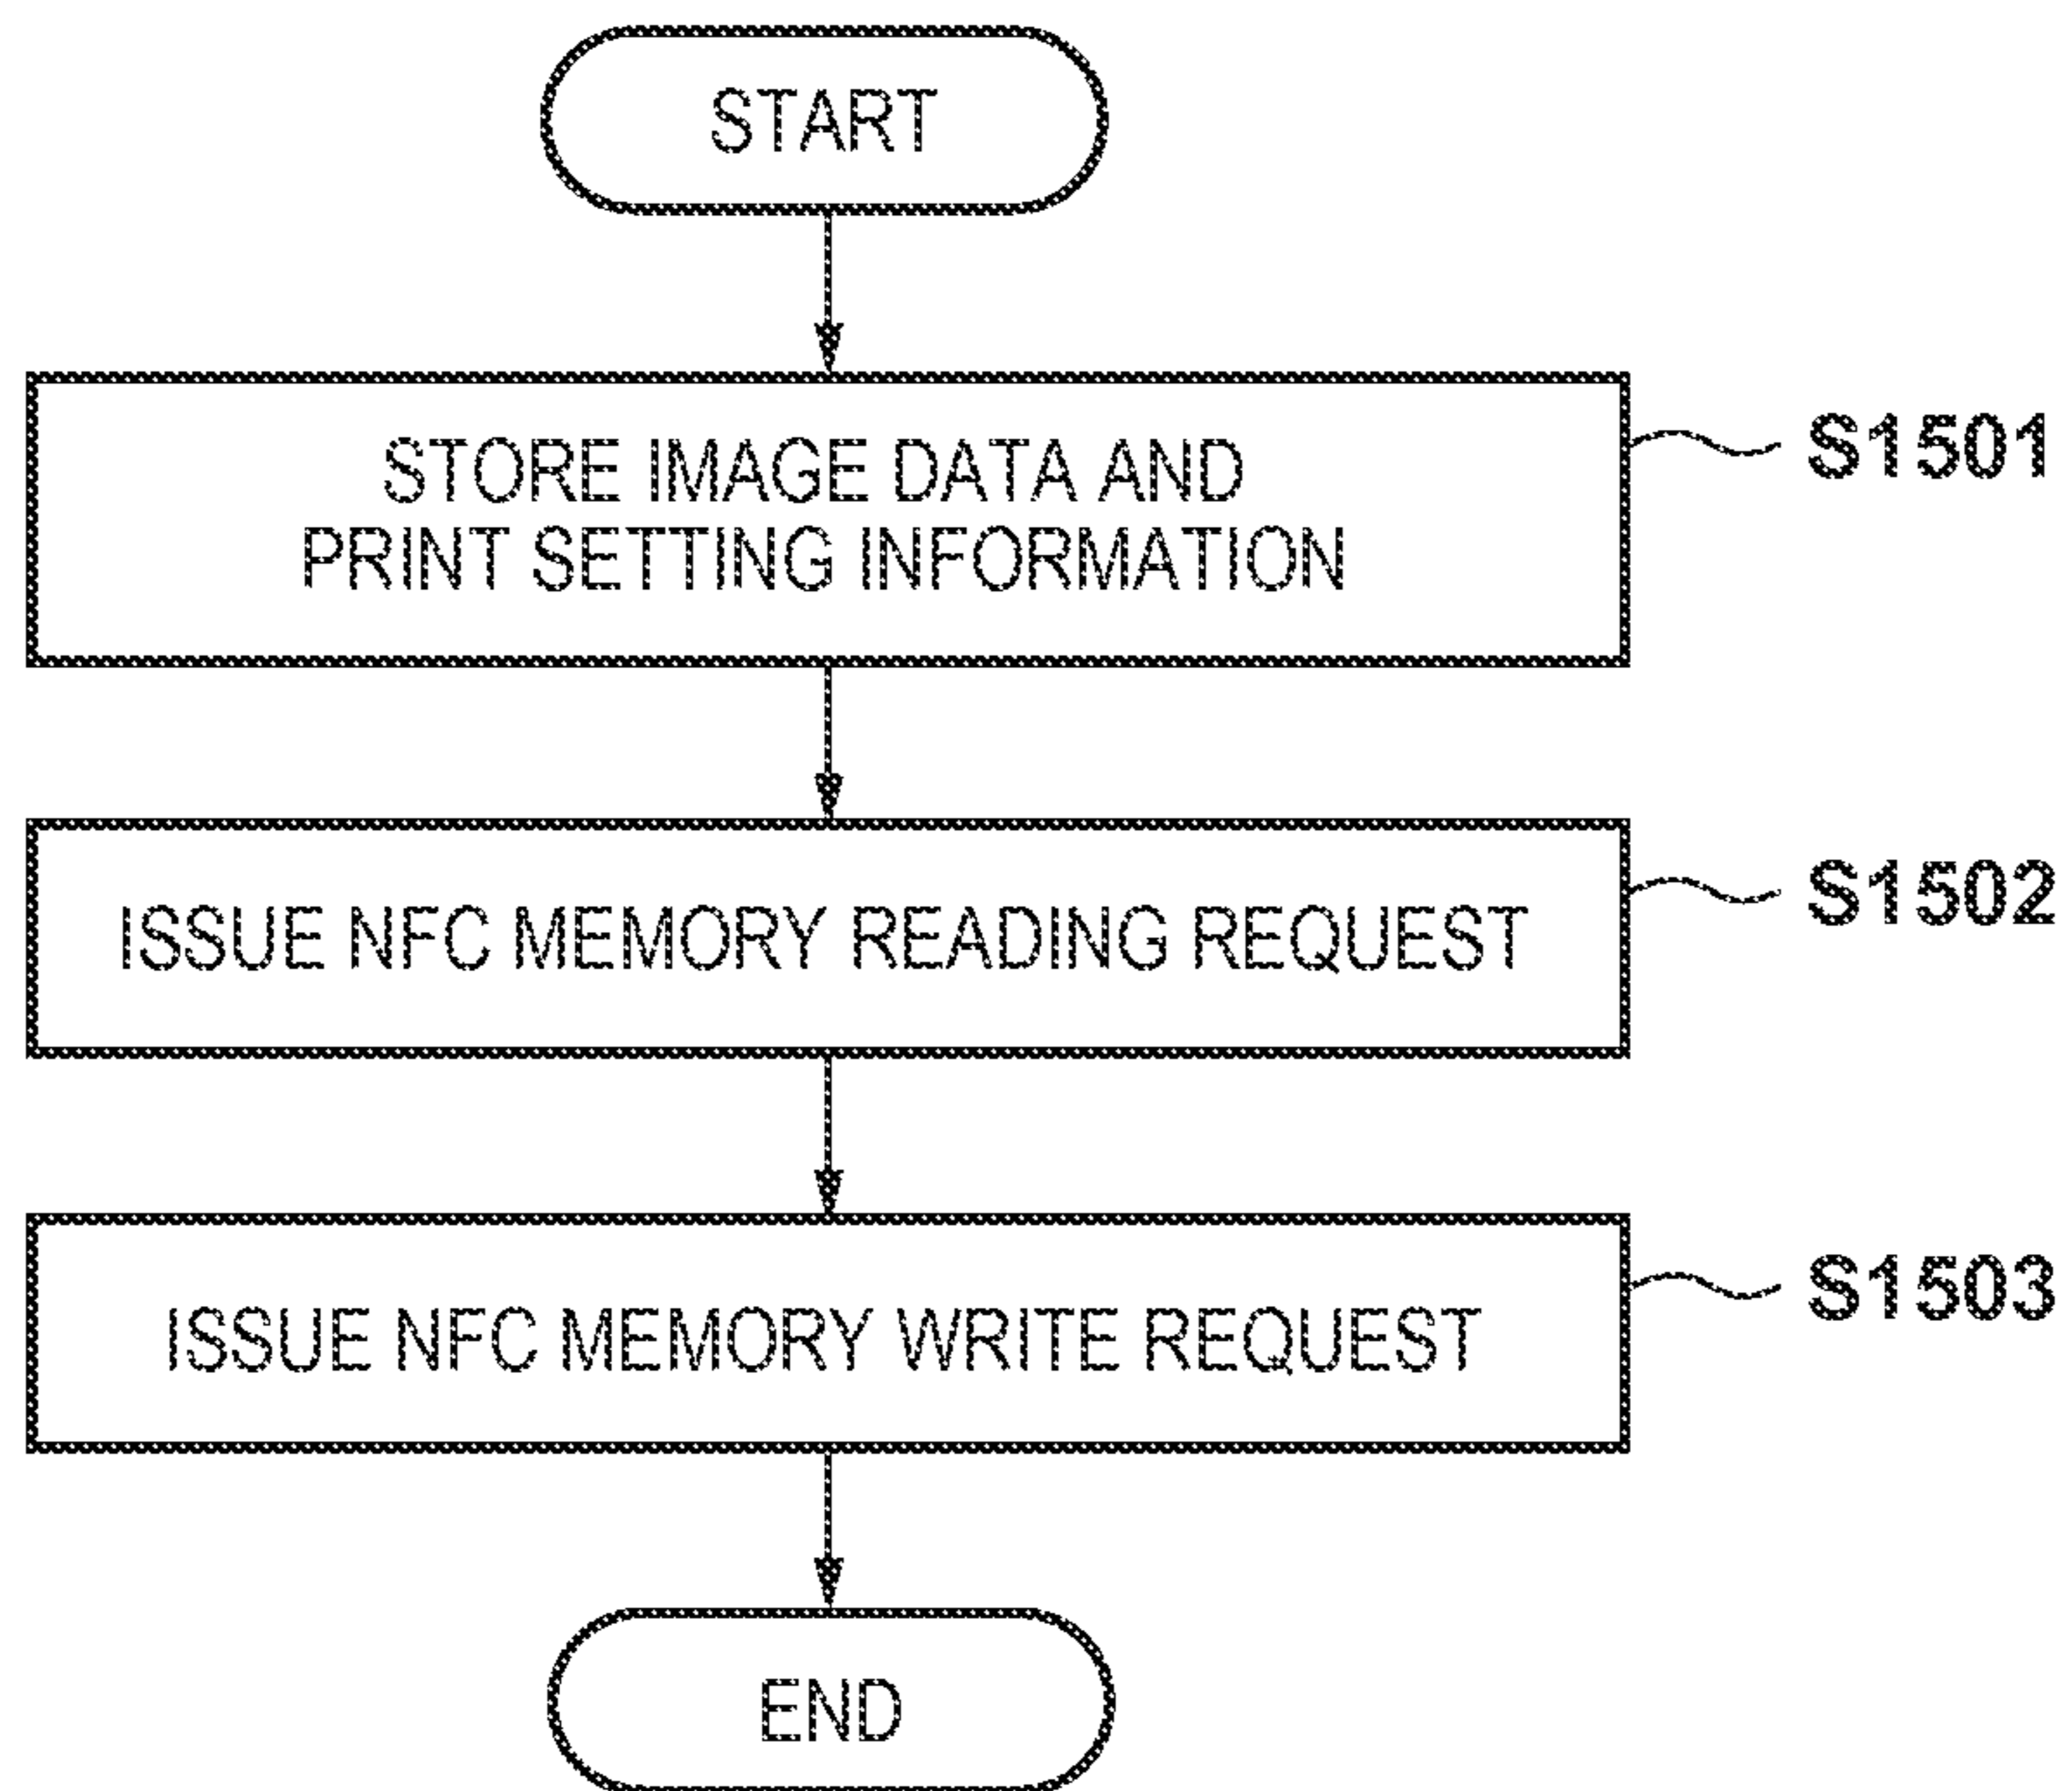 START
STORE IMAGE DATA AND
PRINT SETTING INFORMATION
S1501
ISSUE NFC MEMORY READING REQUEST
S1502
ISSUE NFC MEMORY WRITE REQUEST
S1503
END